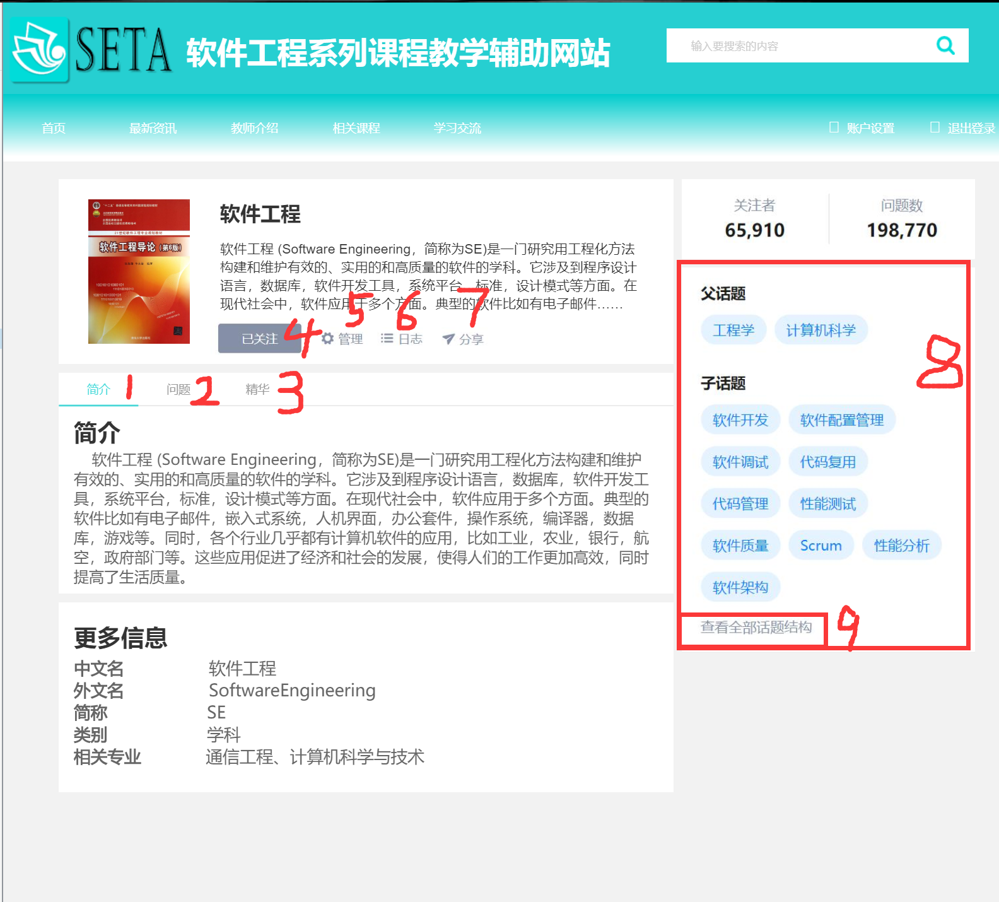 SETA 软件工程系列课程教学辅助网站
输入要搜索的内容
首页 最新资讯 教师介绍 相关课程 学习交流 账户设置 退出登录
软件工程导论（第6版）
软件工程
软件工程 (Software Engineering，简称为SE)是一门研究用工程化方法
构建和维护有效的、实用的和高质量的软件的学科。它涉及到程序设计
语言，数据库，软件开发工具，系统平台，标准，设计模式等方面。在
现代社会中，软件应用于多个方面。典型的软件比如有电子邮件……
已关注 4 管理 5 日志 6 分享 7
简介 1 问题 2 精华 3
简介
软件工程 (Software Engineering，简称为SE)是一门研究用工程化方法构建和维护
有效的、实用的和高质量的软件的学科。它涉及到程序设计语言，数据库，软件开发工
具，系统平台，标准，设计模式等方面。在现代社会中，软件应用于多个方面。典型的
软件比如有电子邮件，嵌入式系统，人机界面，办公套件，操作系统，编译器，数据
库，游戏等。同时，各个行业几乎都有计算机软件的应用，比如工业，农业，银行，航
空，政府部门等。这些应用促进了经济和社会的发展，使得人们的工作更加高效，同时
提高了生活质量。
更多信息
中文名 软件工程
外文名 SoftwareEngineering
简称 SE
类别 学科
相关专业 通信工程、计算机科学与技术
关注者 问题数
65,910 198,770
父话题
工程学 计算机科学
8
子话题
软件开发 软件配置管理
软件调试 代码复用
代码管理 性能测试
软件质量 Scrum 性能分析
软件架构
查看全部话题结构 9